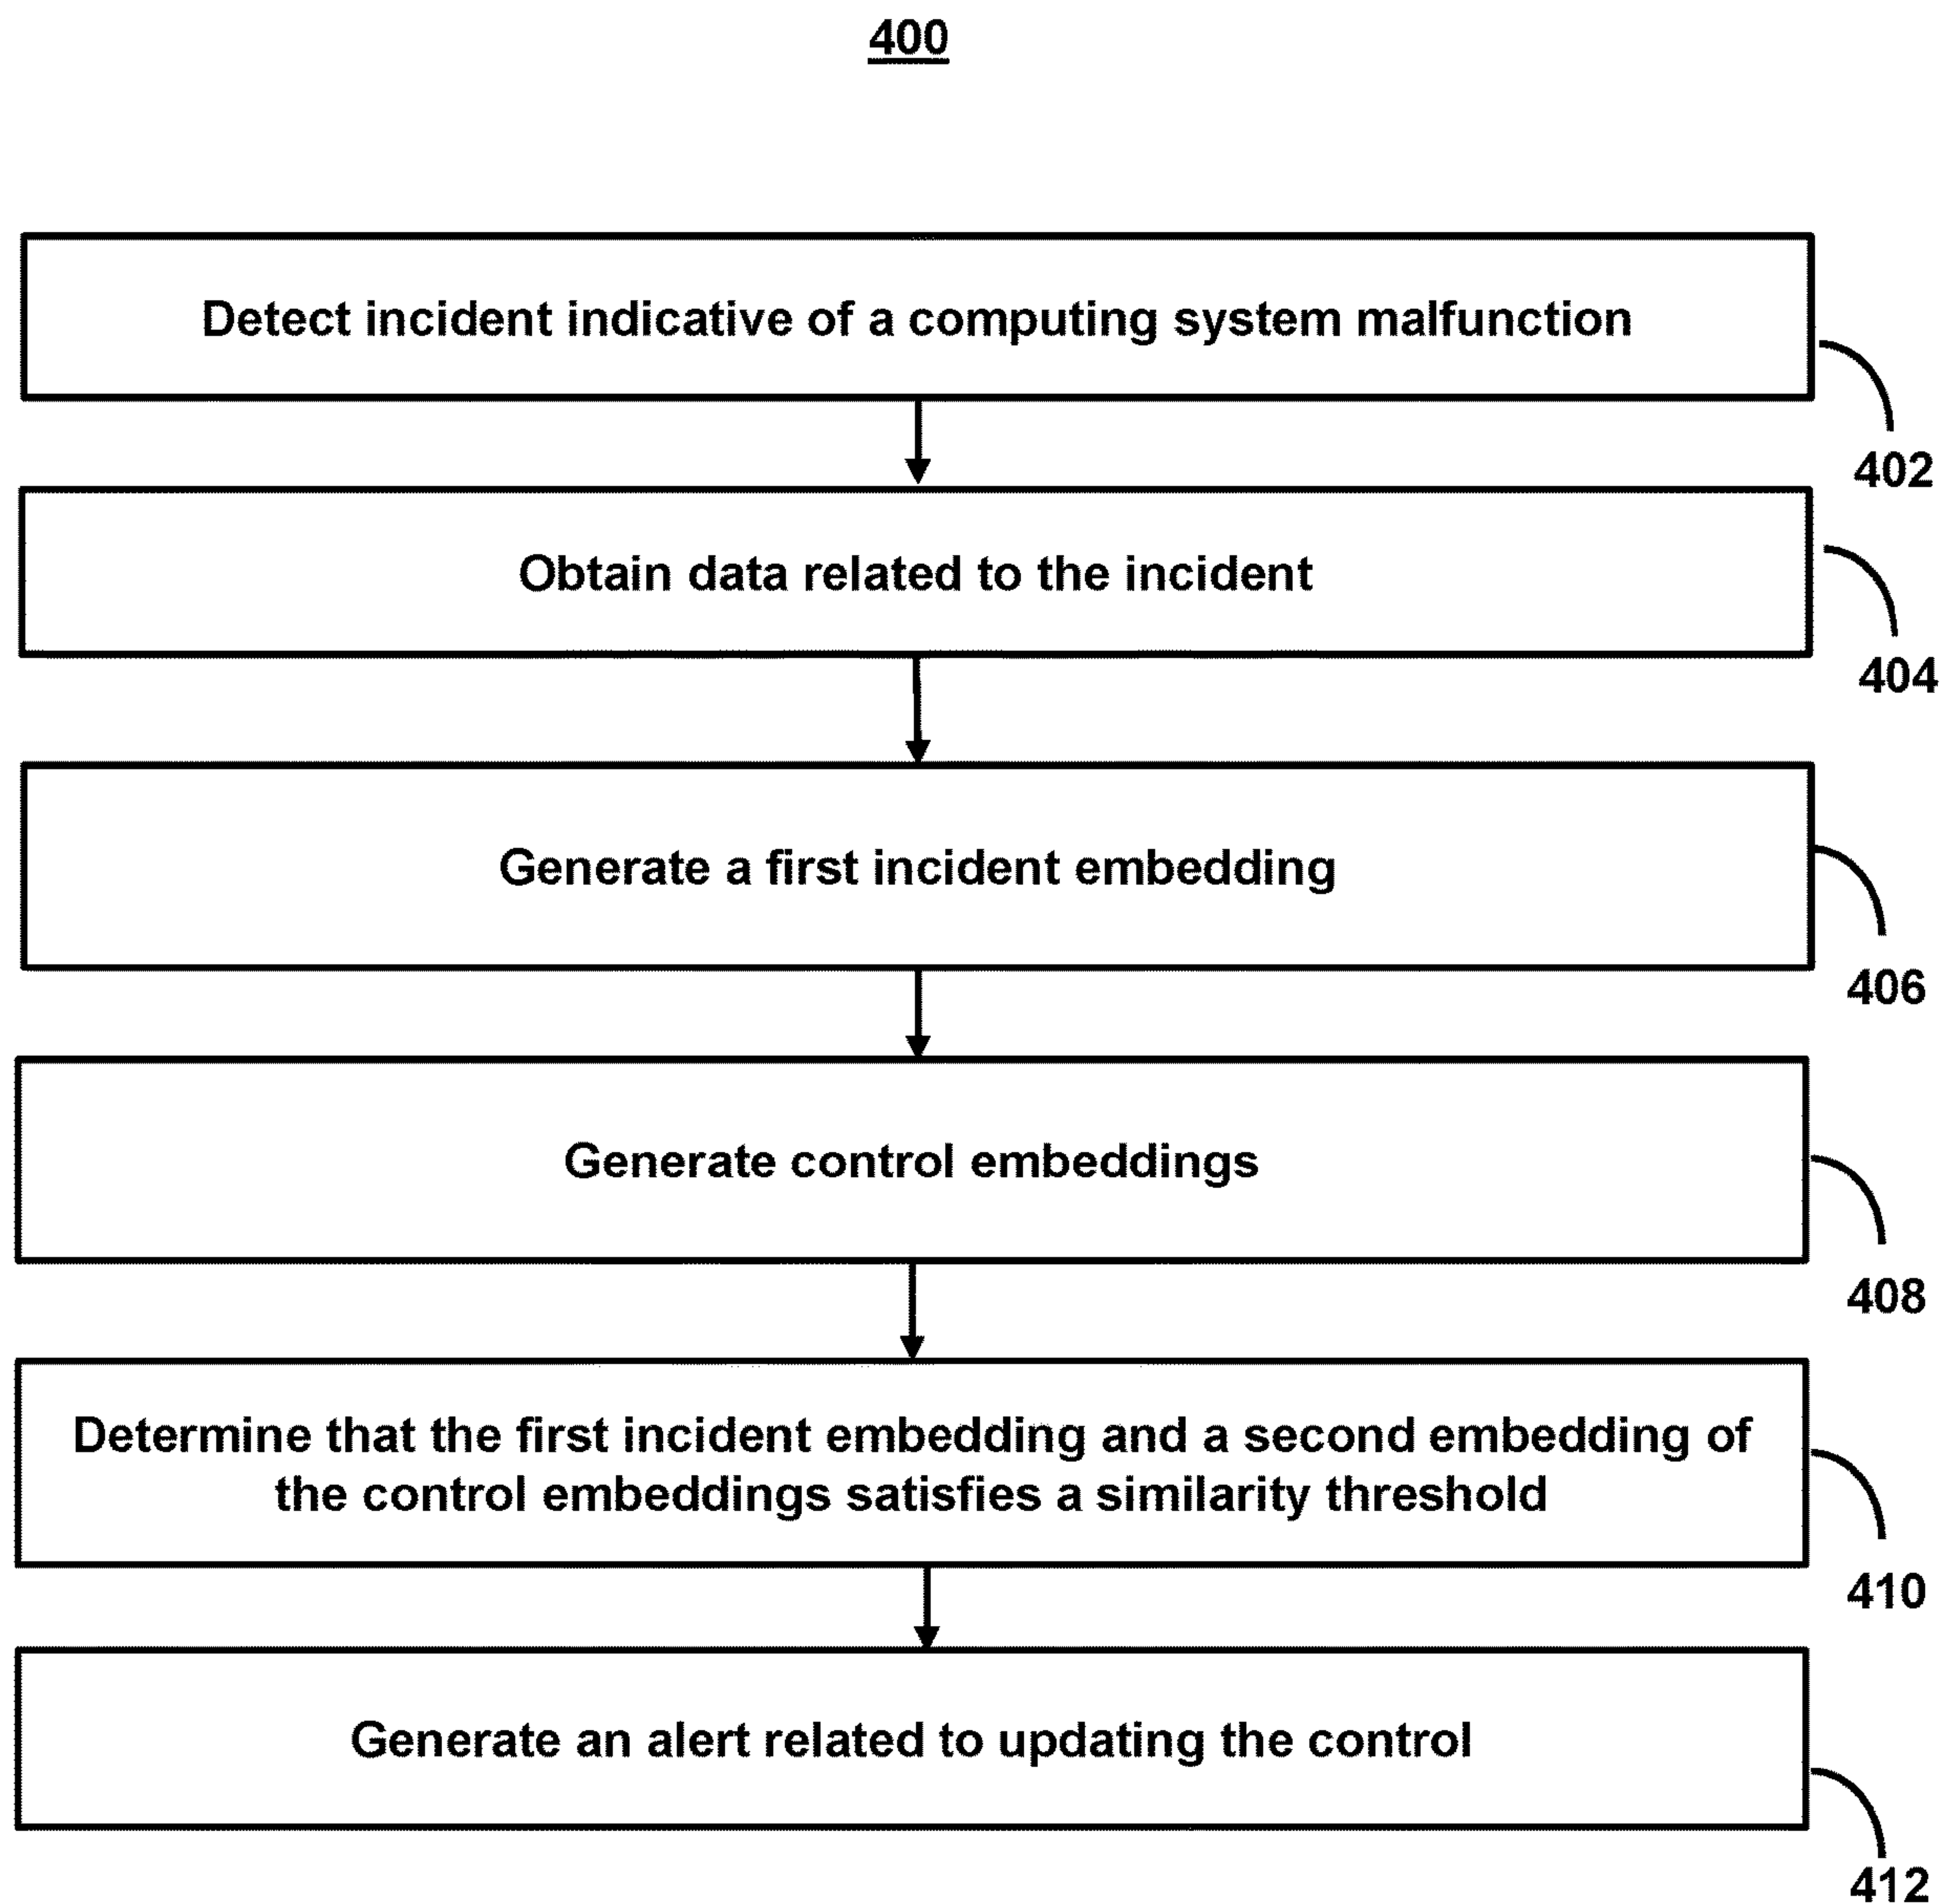 400
Detect incident indicative of a computing system malfunction
402
Obtain data related to the incident
404
Generate a first incident embedding
406
Generate control embeddings
408
Determine that the first incident embedding and a second embedding of
the control embeddings satisfies a similarity threshold
410
Generate an alert related to updating the control
412